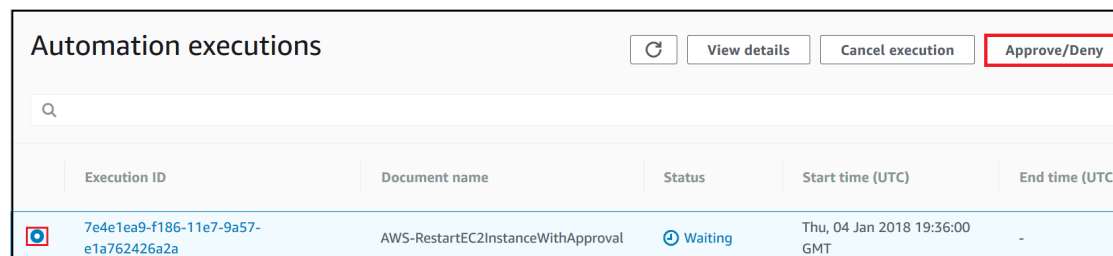 Automation executions
View details
Cancel execution
Approve/Deny
Execution ID
Document name
Status
Start time (UTC)
End time (UTC
7e4e1ea9-f186-11e7-9a57-
e1a762426a2a
AWS-RestartEC2InstanceWithApproval
Waiting
Thu, 04 Jan 2018 19:36:00
GMT
-